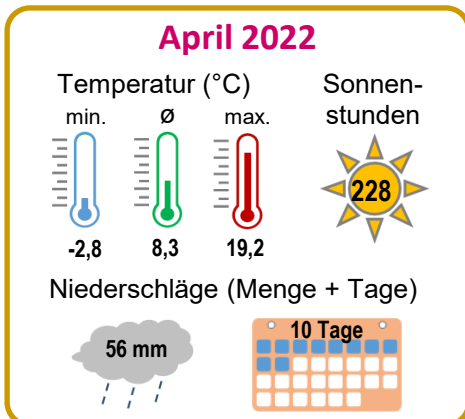 April 2022
Temperatur (°C)
min. Ø max.
-2,8 8,3 19,2
Sonnen-
stunden
228
Niederschläge (Menge + Tage)
56 mm
10 Tage